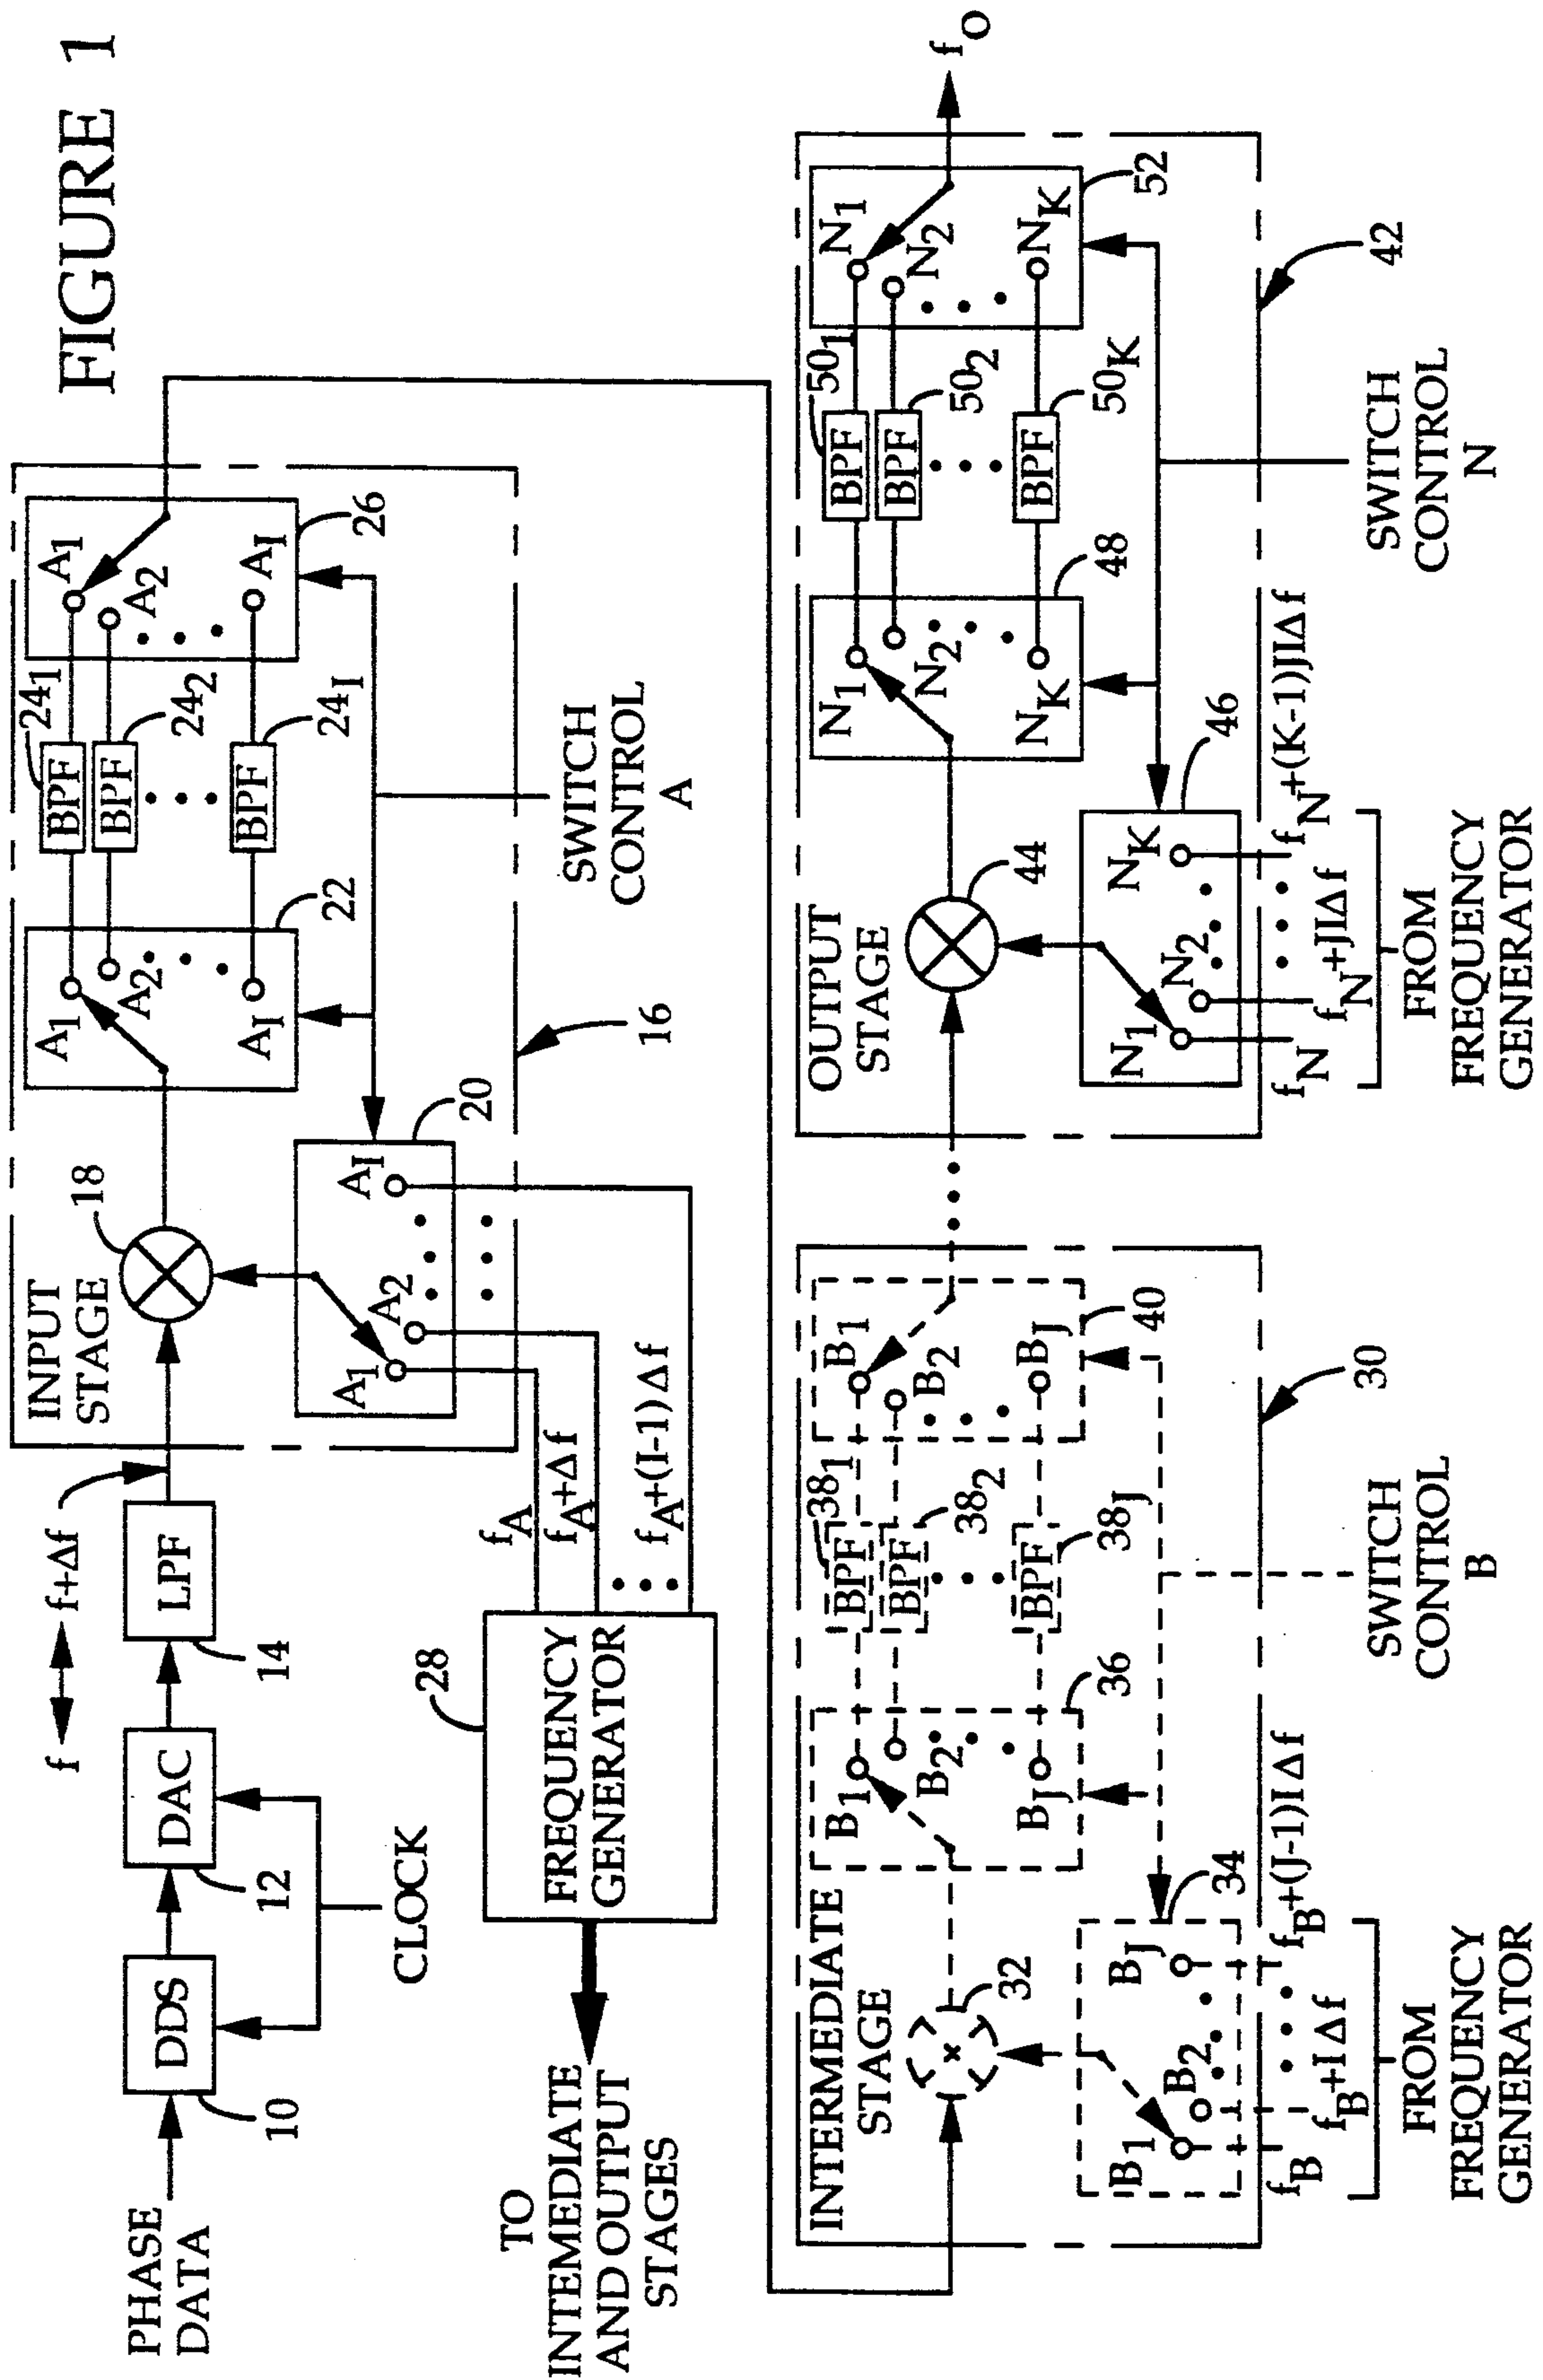 FIGURE 1
PHASE
DATA
DDS
10
DAC
12
CLOCK
f ↔ f+Δf
LPF
14
INPUT
STAGE
18
A1
A2
AI
20
A1
A2
AI
22
BPF
241
BPF
242
BPF
24I
A1
A2
AI
26
16
SWITCH
CONTROL
A
28
FREQUENCY
GENERATOR
fA
fA+Δf
fA+(I-1)Δf
TO
INTEMEDIATE
AND OUTPUT
STAGES
INTERMEDIATE
STAGE
32
B1
B2
BJ
34
fB
fB+IΔf
fB+(J-1)IΔf
FROM
FREQUENCY
GENERATOR
B1
B2
BJ
36
BPF
381
BPF
382
BPF
38J
B1
B2
BJ
40
30
SWITCH
CONTROL
B
OUTPUT
STAGE
44
N1
N2
NK
46
fN
fN+JIΔf
fN+(K-1)JIΔf
FROM
FREQUENCY
GENERATOR
N1
N2
NK
48
BPF
501
BPF
502
BPF
50K
N1
N2
NK
52
fO
42
SWITCH
CONTROL
N